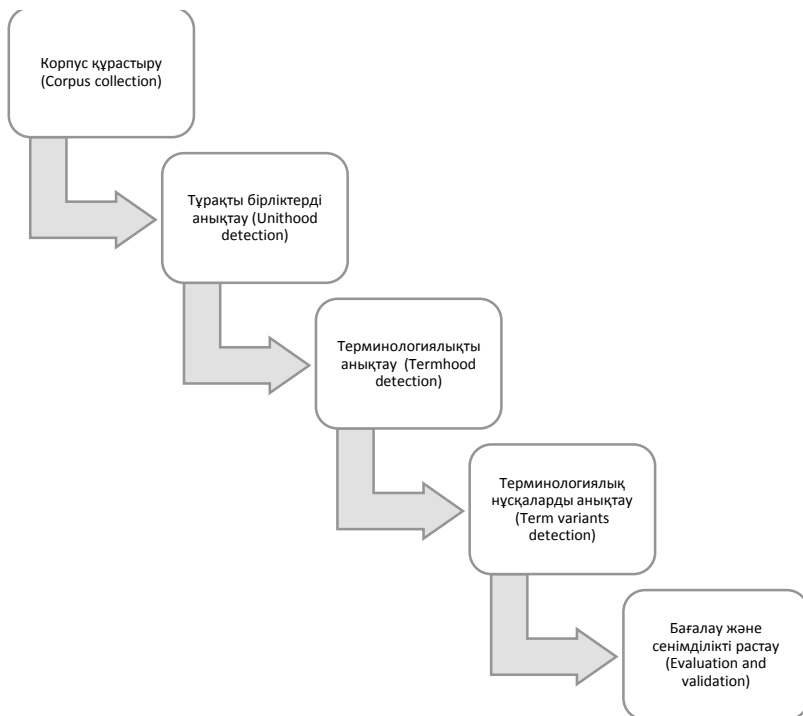 Корпус құрастыру
(Corpus collection)
Тұрақты бірліктерді
анықтау (Unithood
detection)
Терминологиялықты
анықтау (Termhood
detection)
Терминологиялық
нұсқаларды анықтау
(Term variants
detection)
Бағалау және
сенімділікті растау
(Evaluation and
validation)